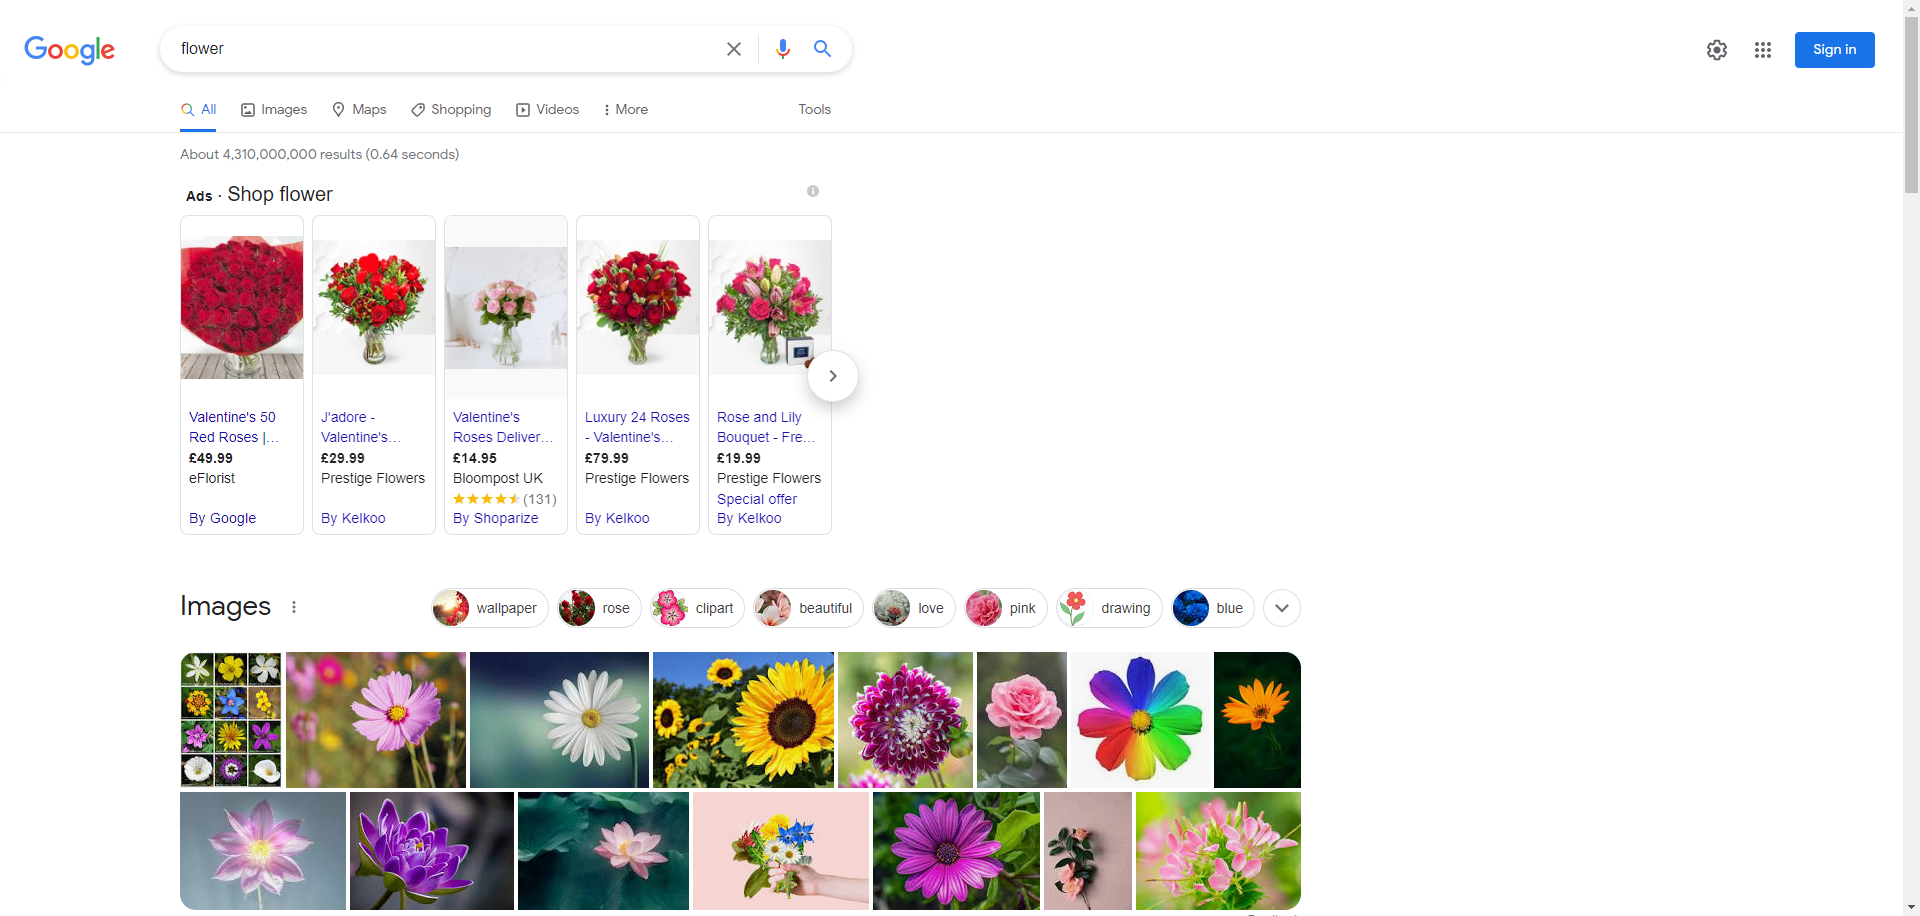 Google
flower
Sign in
All
Images
Maps
Shopping
Videos
More
Tools
About 4,310,000,000 results (0.64 seconds)
Ads · Shop flower
Valentine's 50
Red Roses |...
£49.99
eFlorist
By Google
J'adore -
Valentine's...
£29.99
Prestige Flowers
By Kelkoo
Valentine's
Roses Deliver...
£14.95
Bloompost UK
(131)
By Shoparize
Luxury 24 Roses
- Valentine's...
£79.99
Prestige Flowers
By Kelkoo
Rose and Lily
Bouquet - Fre...
£19.99
Prestige Flowers
Special offer
By Kelkoo
Images
wallpaper
rose
clipart
beautiful
love
pink
drawing
blue